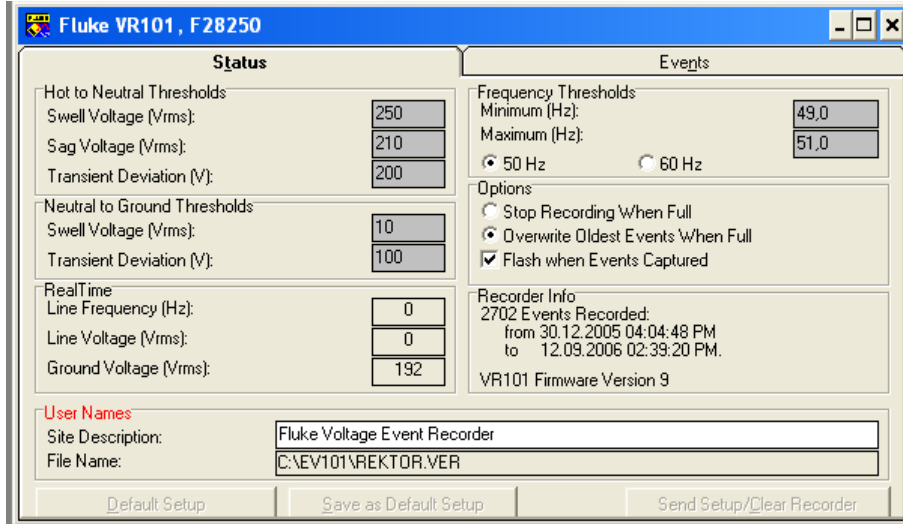 Fluke VR101 , F28250
Status
Events
Hot to Neutral Thresholds
Swell Voltage (Vrms): 250
Sag Voltage (Vrms): 210
Transient Deviation (V): 200
Neutral to Ground Thresholds
Swell Voltage (Vrms): 10
Transient Deviation (V): 100
RealTime
Line Frequency (Hz): 0
Line Voltage (Vrms): 0
Ground Voltage (Vrms): 192
Frequency Thresholds
Minimum (Hz): 49,0
Maximum (Hz): 51,0
50 Hz 60 Hz
Options
Stop Recording When Full
Overwrite Oldest Events When Full
Flash when Events Captured
Recorder Info
2702 Events Recorded:
from 30.12.2005 04:04:48 PM
to 12.09.2006 02:39:20 PM.
VR101 Firmware Version 9
User Names
Site Description: Fluke Voltage Event Recorder
File Name: C:\EV101\REKTOR.VER
Default Setup
Save as Default Setup
Send Setup/Clear Recorder